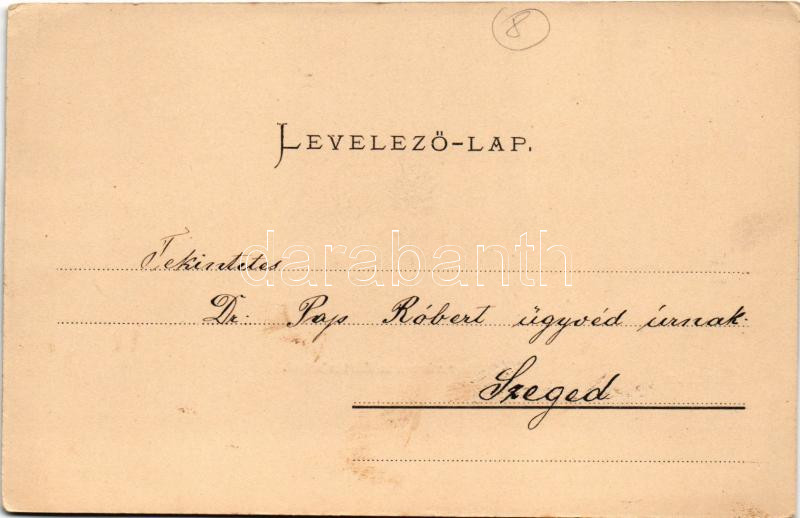 8
LEVELEZŐ-LAP.
Tekintetes
darabanth
Dr. Pap Róbert ügyvéd úrnak.
Szeged